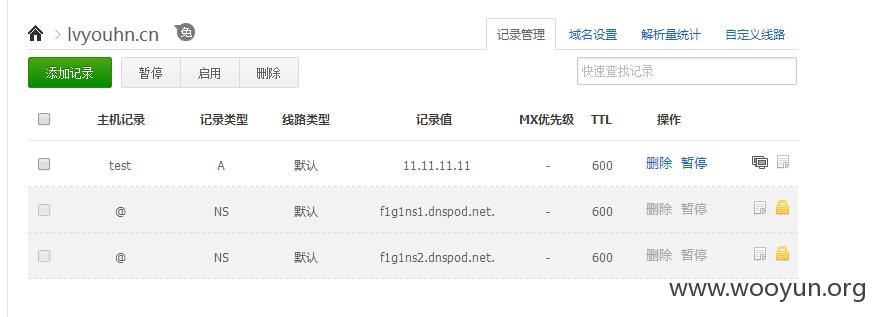 lvyouhn.cn 免
记录管理 域名设置 解析量统计 自定义线路
添加记录 暂停 启用 删除 快速查找记录
主机记录 记录类型 线路类型 记录值 MX优先级 TTL 操作
test A 默认 11.11.11.11 - 600 删除 暂停
@ NS 默认 f1g1ns1.dnspod.net. - 600 删除 暂停
@ NS 默认 f1g1ns2.dnspod.net. - 600 删除 暂停
www.wooyun.org